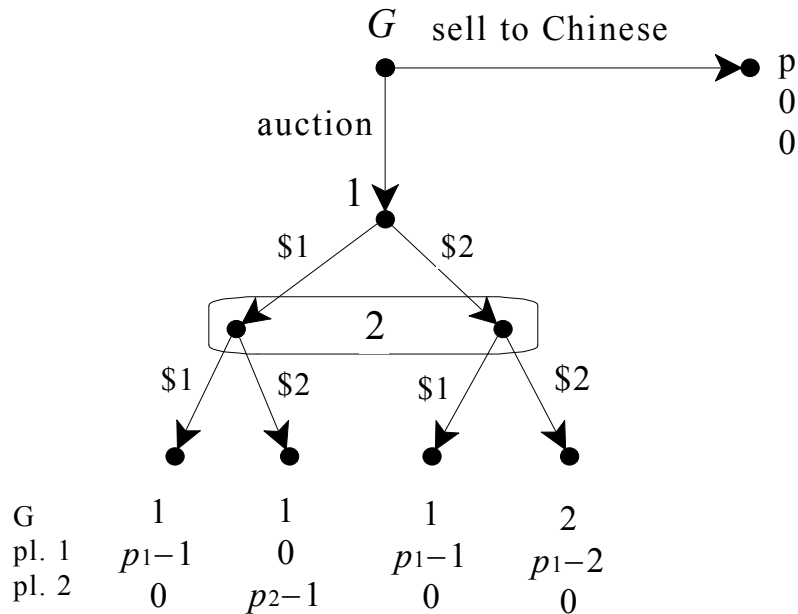 G sell to Chinese
p
0
0
auction
1
$1 $2
2
$1 $2 $1 $2
G 1 1 1 2
pl. 1 p1−1 0 p1−1 p1−2
pl. 2 0 p2−1 0 0